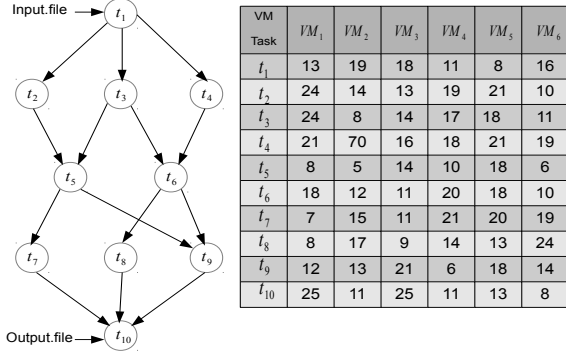 Input.file
t1
t2
t3
t4
t5
t6
t7
t8
t9
Output.file
t10
VM
Task VM1 VM2 VM3 VM4 VM5 VM6
t1 13 19 18 11 8 16
t2 24 14 13 19 21 10
t3 24 8 14 17 18 11
t4 21 70 16 18 21 19
t5 8 5 14 10 18 6
t6 18 12 11 20 18 10
t7 7 15 11 21 20 19
t8 8 17 9 14 13 24
t9 12 13 21 6 18 14
t10 25 11 25 11 13 8